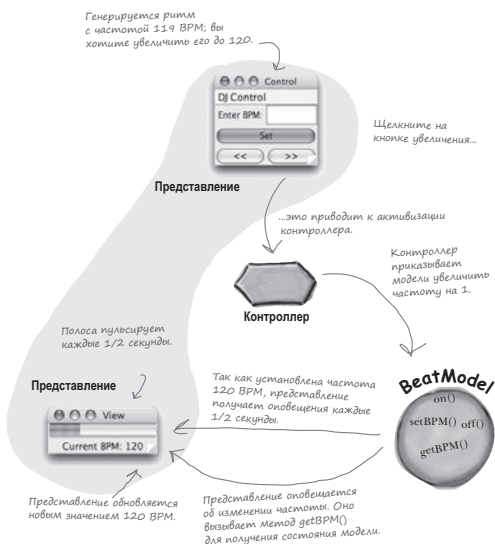 Генерируется ритм
с частотой 119 BPM; вы
хотите увеличить его до 120.
Control
DJ Control
Enter BPM:
Set
<<
>>
Щелкните на
кнопке увеличения...
Представление
...это приводит к активизации
контроллера.
Контроллер
приказывает
модели увеличить
частоту на 1.
Контроллер
Полоса пульсирует
каждые 1/2 секунды.
Представление
View
Current BPM: 120
Так как установлена частота
120 BPM, представление
получает оповещения каждые
1/2 секунды.
BeatModel
on()
setBPM() off()
getBPM()
Представление обновляется
новым значением 120 BPM.
Представление оповещается
об изменении частоты. Оно
вызывает метод getBPM()
для получения состояния модели.